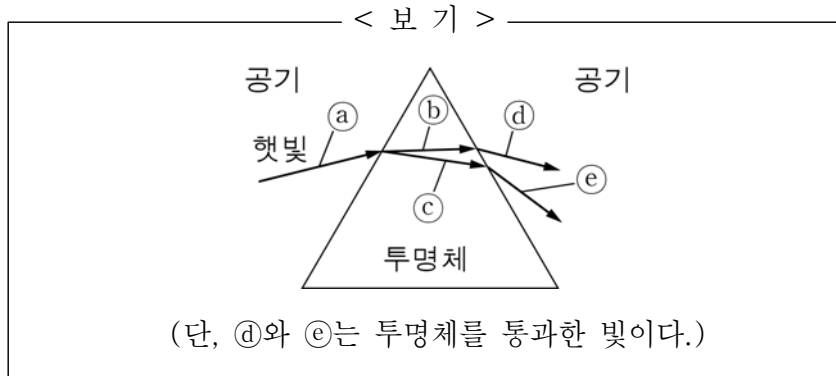 < 보 기 >
공기 공기
ⓐ ⓑ ⓓ
햇빛
ⓒ ⓔ
투명체
(단, ⓓ와 ⓔ는 투명체를 통과한 빛이다.)